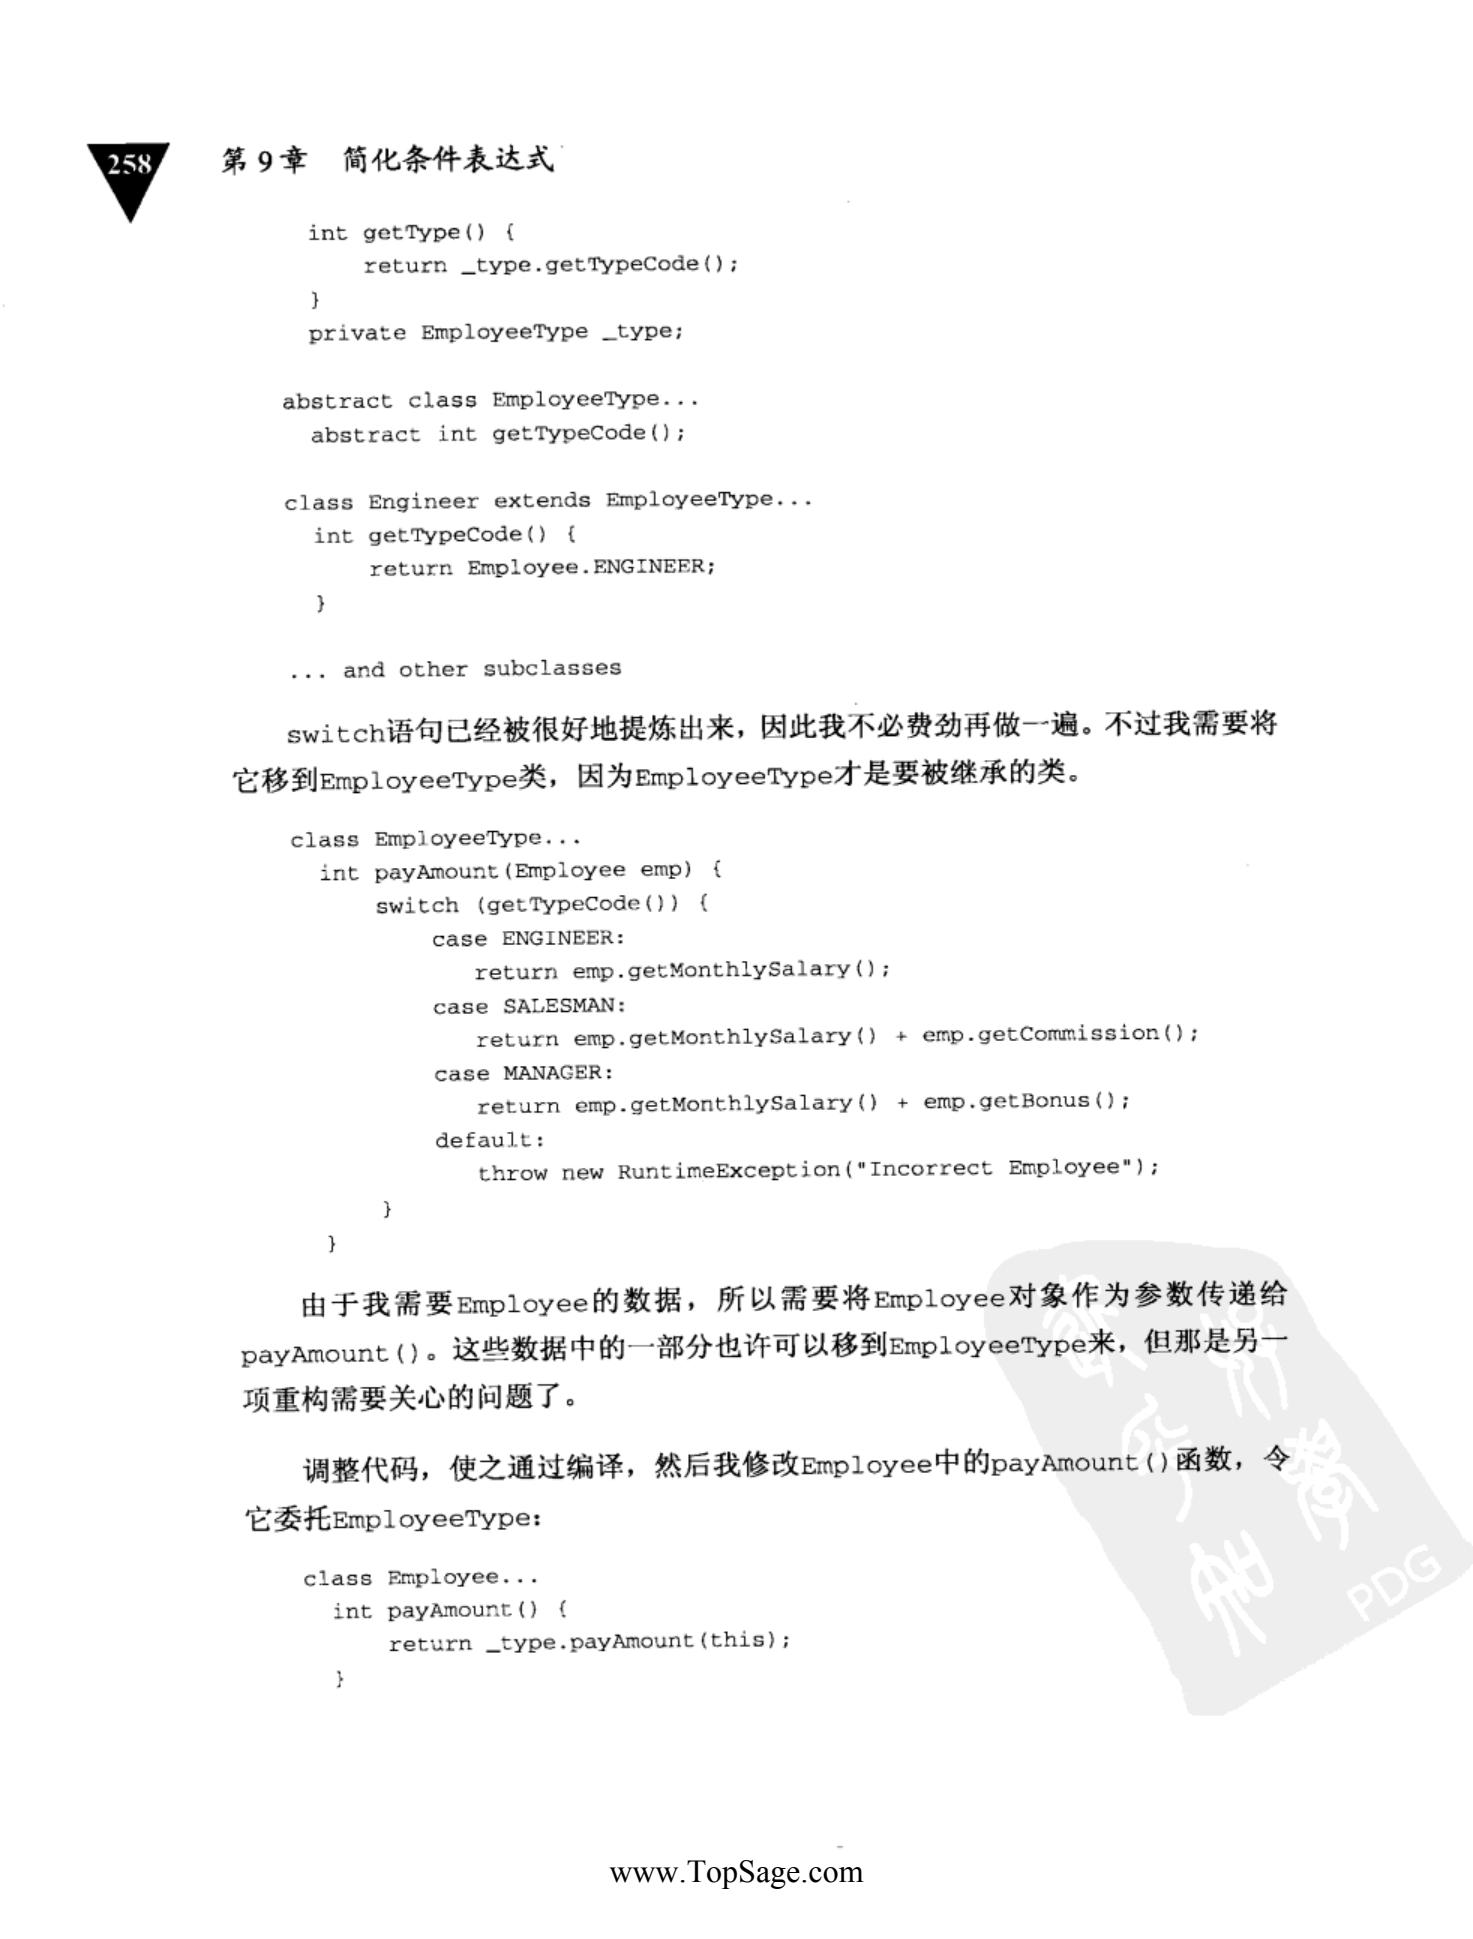 258
第 9 章 简化条件表达式
int getType() {
return _type.getTypeCode();
}
private EmployeeType _type;
abstract class EmployeeType...
abstract int getTypeCode();
class Engineer extends EmployeeType...
int getTypeCode() {
return Employee.ENGINEER;
}
... and other subclasses
switch语句已经被很好地提炼出来，因此我不必费劲再做一遍。不过我需要将
它移到EmployeeType类，因为EmployeeType才是要被继承的类。
class EmployeeType...
int payAmount(Employee emp) {
switch (getTypeCode()) {
case ENGINEER:
return emp.getMonthlySalary();
case SALESMAN:
return emp.getMonthlySalary() + emp.getCommission();
case MANAGER:
return emp.getMonthlySalary() + emp.getBonus();
default:
throw new RuntimeException("Incorrect Employee");
}
}
由于我需要Employee的数据，所以需要将Employee对象作为参数传递给
payAmount()。这些数据中的一部分也许可以移到EmployeeType来，但那是另一
项重构需要关心的问题了。
调整代码，使之通过编译，然后我修改Employee中的payAmount()函数，令
它委托EmployeeType：
class Employee...
int payAmount() {
return _type.payAmount(this);
}
PDG
www.TopSage.com